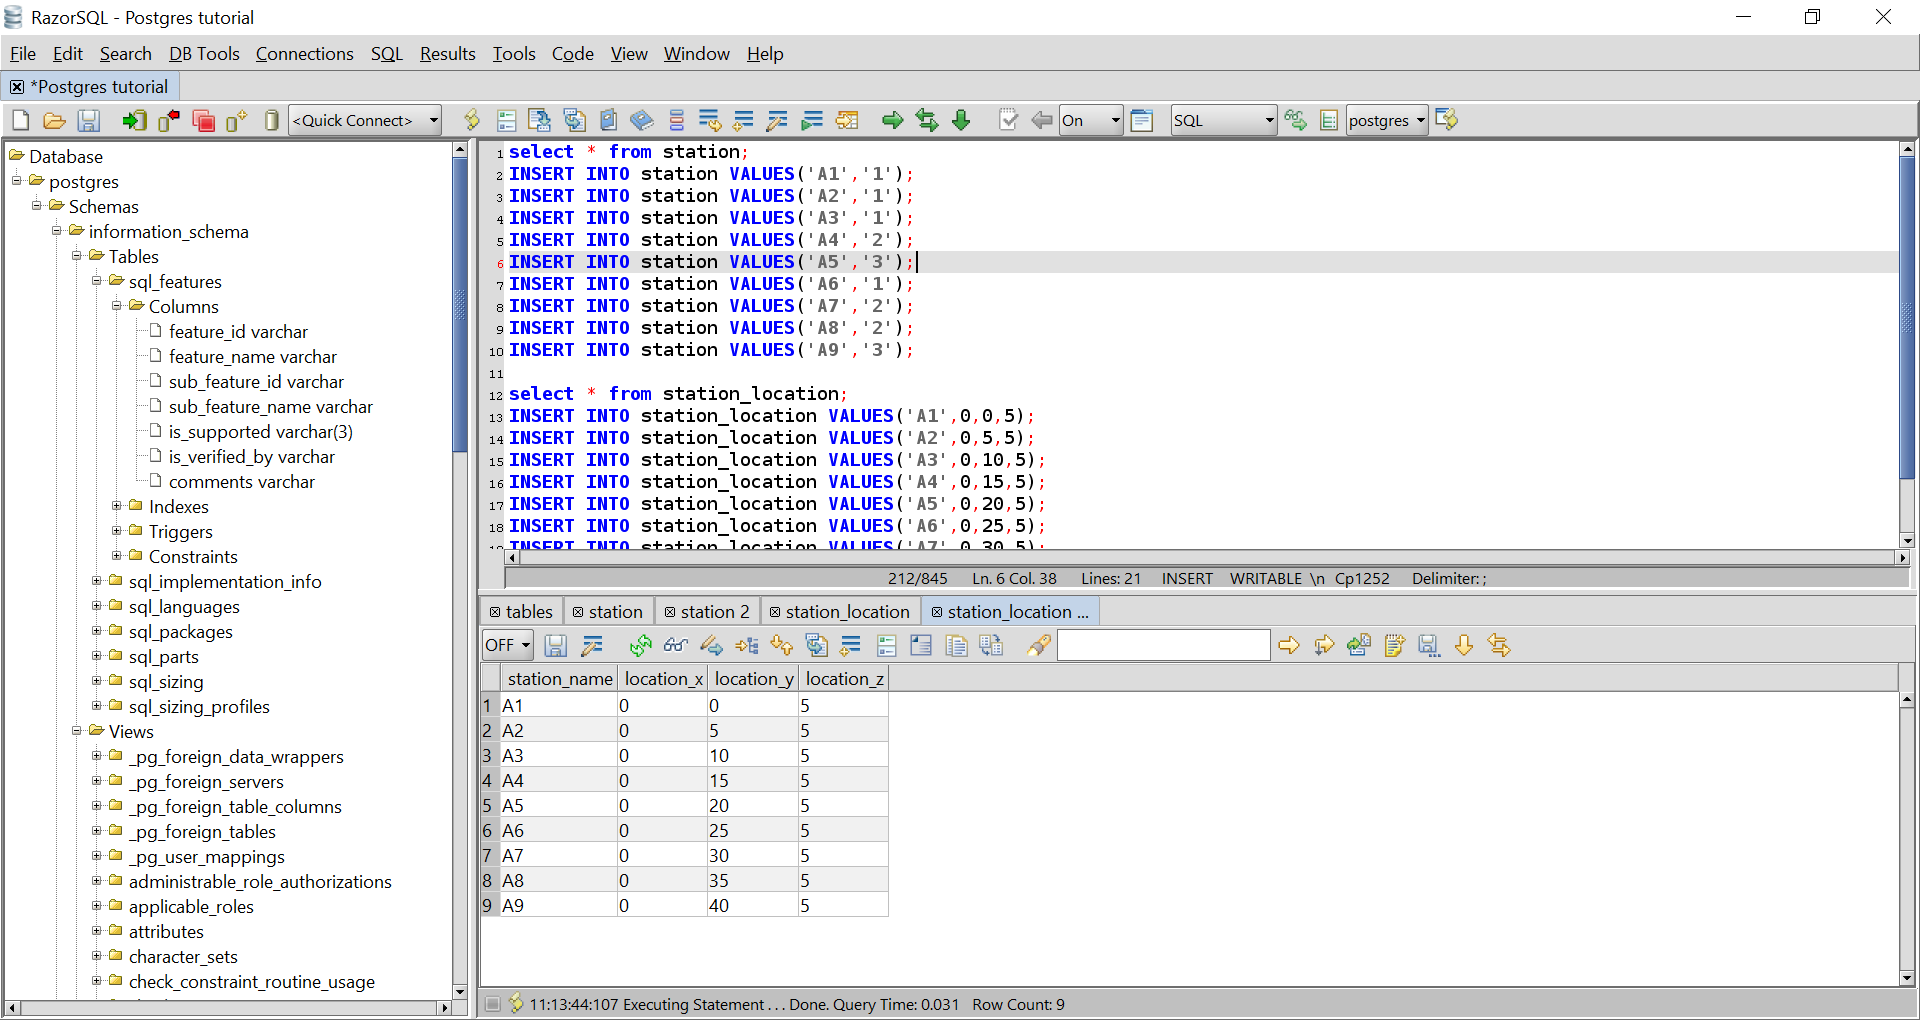 RazorSQL - Postgres tutorial
File Edit Search DB Tools Connections SQL Results Tools Code View Window Help
*Postgres tutorial
<Quick Connect> On SQL postgres
Database
postgres
Schemas
information_schema
Tables
sql_features
Columns
feature_id varchar
feature_name varchar
sub_feature_id varchar
sub_feature_name varchar
is_supported varchar(3)
is_verified_by varchar
comments varchar
Indexes
Triggers
Constraints
sql_implementation_info
sql_languages
sql_packages
sql_parts
sql_sizing
sql_sizing_profiles
Views
_pg_foreign_data_wrappers
_pg_foreign_servers
_pg_foreign_table_columns
_pg_foreign_tables
_pg_user_mappings
administrable_role_authorizations
applicable_roles
attributes
character_sets
check_constraint_routine_usage
1 select * from station;
2 INSERT INTO station VALUES('A1','1');
3 INSERT INTO station VALUES('A2','1');
4 INSERT INTO station VALUES('A3','1');
5 INSERT INTO station VALUES('A4','2');
6 INSERT INTO station VALUES('A5','3');
7 INSERT INTO station VALUES('A6','1');
8 INSERT INTO station VALUES('A7','2');
9 INSERT INTO station VALUES('A8','2');
10 INSERT INTO station VALUES('A9','3');
11
12 select * from station_location;
13 INSERT INTO station_location VALUES('A1',0,0,5);
14 INSERT INTO station_location VALUES('A2',0,5,5);
15 INSERT INTO station_location VALUES('A3',0,10,5);
16 INSERT INTO station_location VALUES('A4',0,15,5);
17 INSERT INTO station_location VALUES('A5',0,20,5);
18 INSERT INTO station_location VALUES('A6',0,25,5);
INSERT INTO station_location VALUES('A7',0,30,5);
212/845 Ln. 6 Col. 38 Lines: 21 INSERT WRITABLE \n Cp1252 Delimiter: ;
tables station station 2 station_location station_location ...
OFF
station_name location_x location_y location_z
1 A1 0 0 5
2 A2 0 5 5
3 A3 0 10 5
4 A4 0 15 5
5 A5 0 20 5
6 A6 0 25 5
7 A7 0 30 5
8 A8 0 35 5
9 A9 0 40 5
11:13:44:107 Executing Statement . . . Done. Query Time: 0.031 Row Count: 9